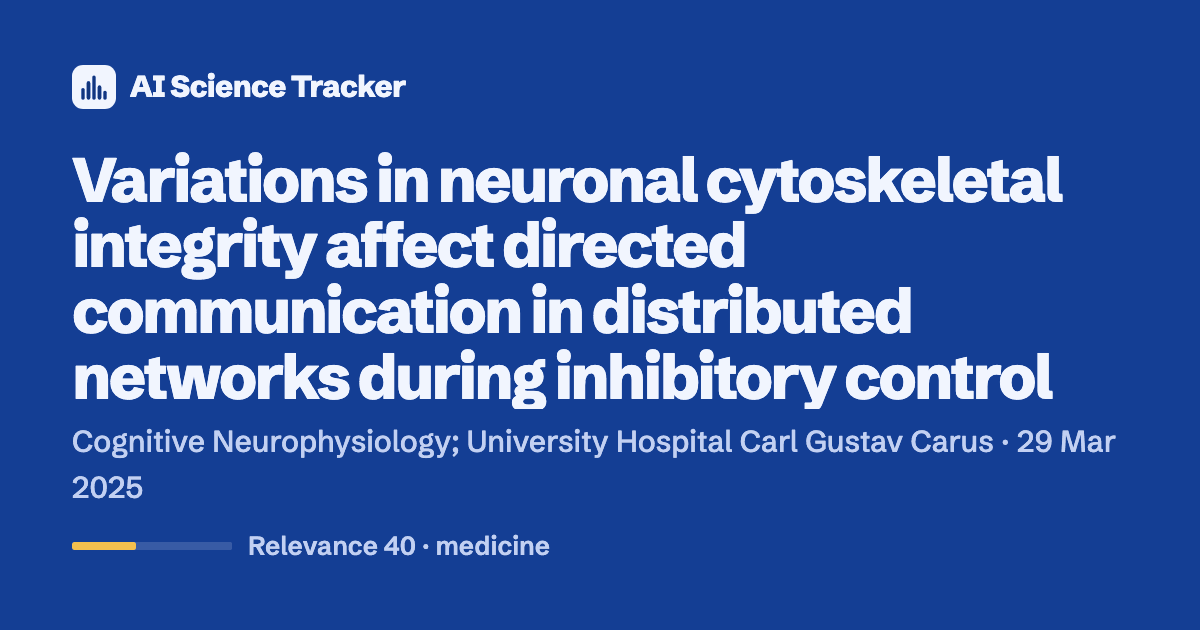 AI Science Tracker
Variations in neuronal cytoskeletal
integrity affect directed
communication in distributed
networks during inhibitory control
Cognitive Neurophysiology; University Hospital Carl Gustav Carus · 29 Mar
2025
Relevance 40 · medicine